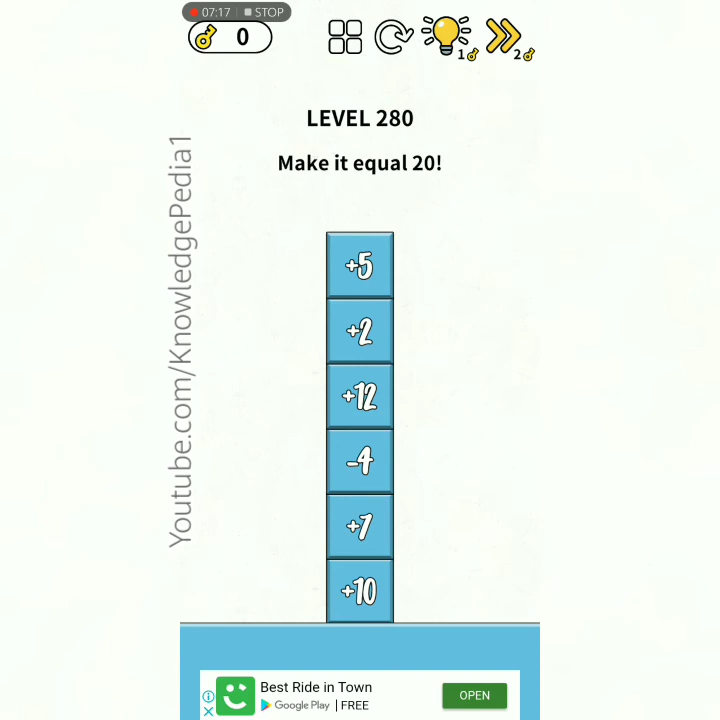 07:17 STOP
0
1
2
LEVEL 280
Make it equal 20!
Youtube.com/KnowledgePedia1
+5
+2
+12
-4
+7
+10
Best Ride in Town
Google Play | FREE
OPEN